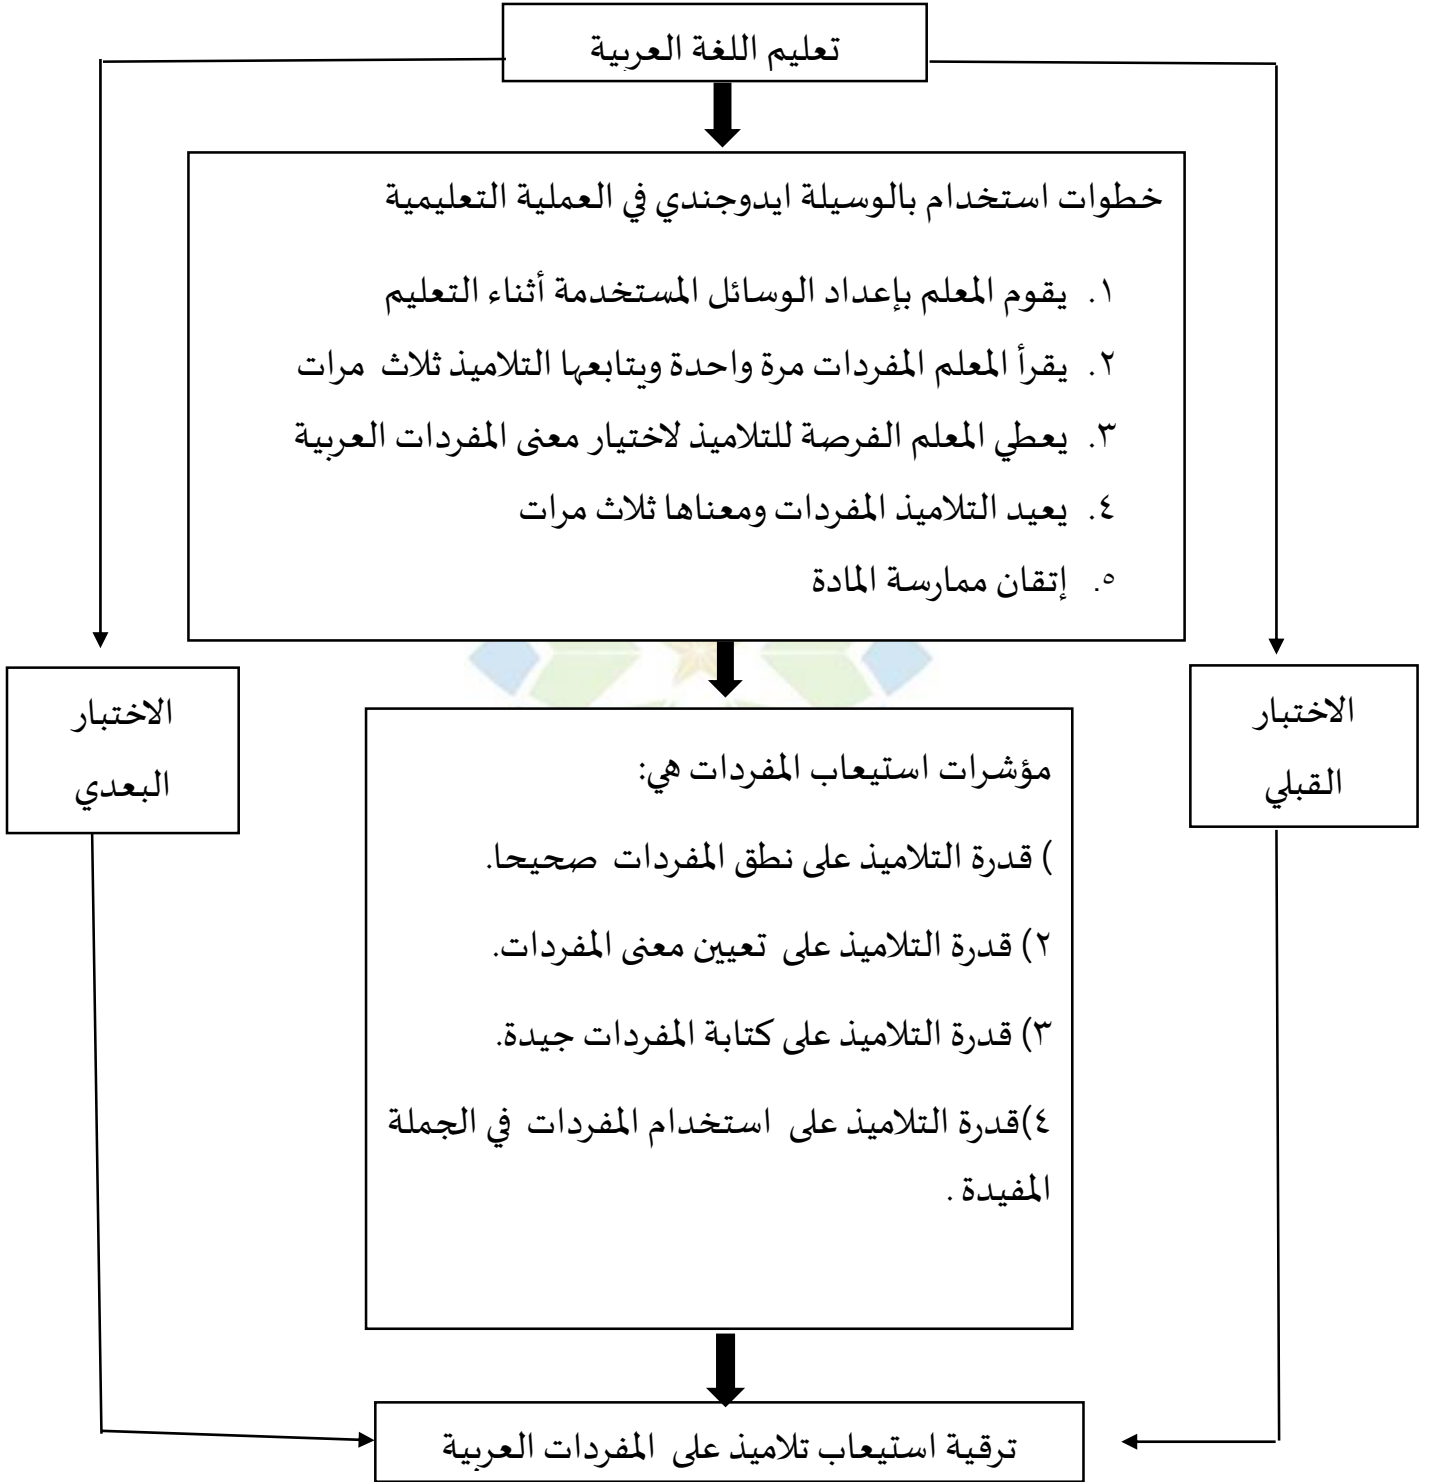 تعليم اللغة العربية
خطوات استخدام بالوسيلة ايدوجندي في العملية التعليمية
١. يقوم المعلم بإعداد الوسائل المستخدمة أثناء التعليم
٢. يقرأ المعلم المفردات مرة واحدة ويتابعها التلاميذ ثلاث مرات
٣. يعطي المعلم الفرصة للتلاميذ لاختيار معنى المفردات العربية
٤. يعيد التلاميذ المفردات ومعناها ثلاث مرات
٥. إتقان ممارسة المادة
الاختبار
القبلي
الاختبار
البعدي
مؤشرات استيعاب المفردات هي:
) قدرة التلاميذ على نطق المفردات صحيحا.
٢) قدرة التلاميذ على تعيين معنى المفردات.
٣) قدرة التلاميذ على كتابة المفردات جيدة.
٤)قدرة التلاميذ على استخدام المفردات في الجملة
المفيدة .
ترقية استيعاب تلاميذ على المفردات العربية